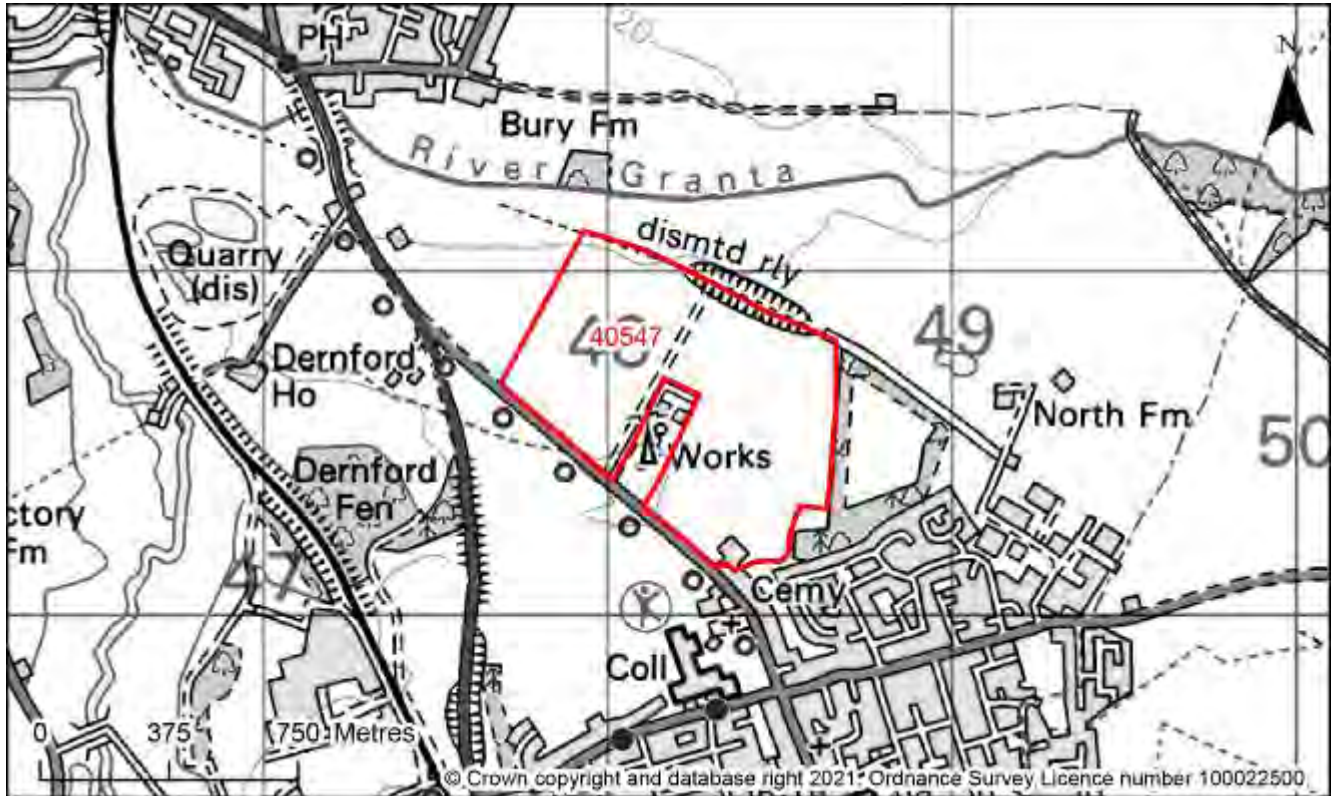 PH
20
N
Bury Fm
River Granta
dismtd rly
Quarry
(dis)
48
40547
49
Dernford
Ho
North Fm
50
Works
Dernford
Fen
ctory
Fm
47
Cemy
Coll
0 375 750 Metres
© Crown copyright and database right 2021. Ordnance Survey Licence number 100022500